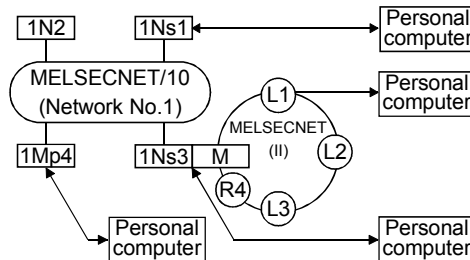 1N2
1Ns1
Personal
computer
MELSECNET/10
(Network No.1)
L1
Personal
computer
MELSECNET
(II)
L2
1Mp4
1Ns3
M
R4
L3
Personal
computer
Personal
computer